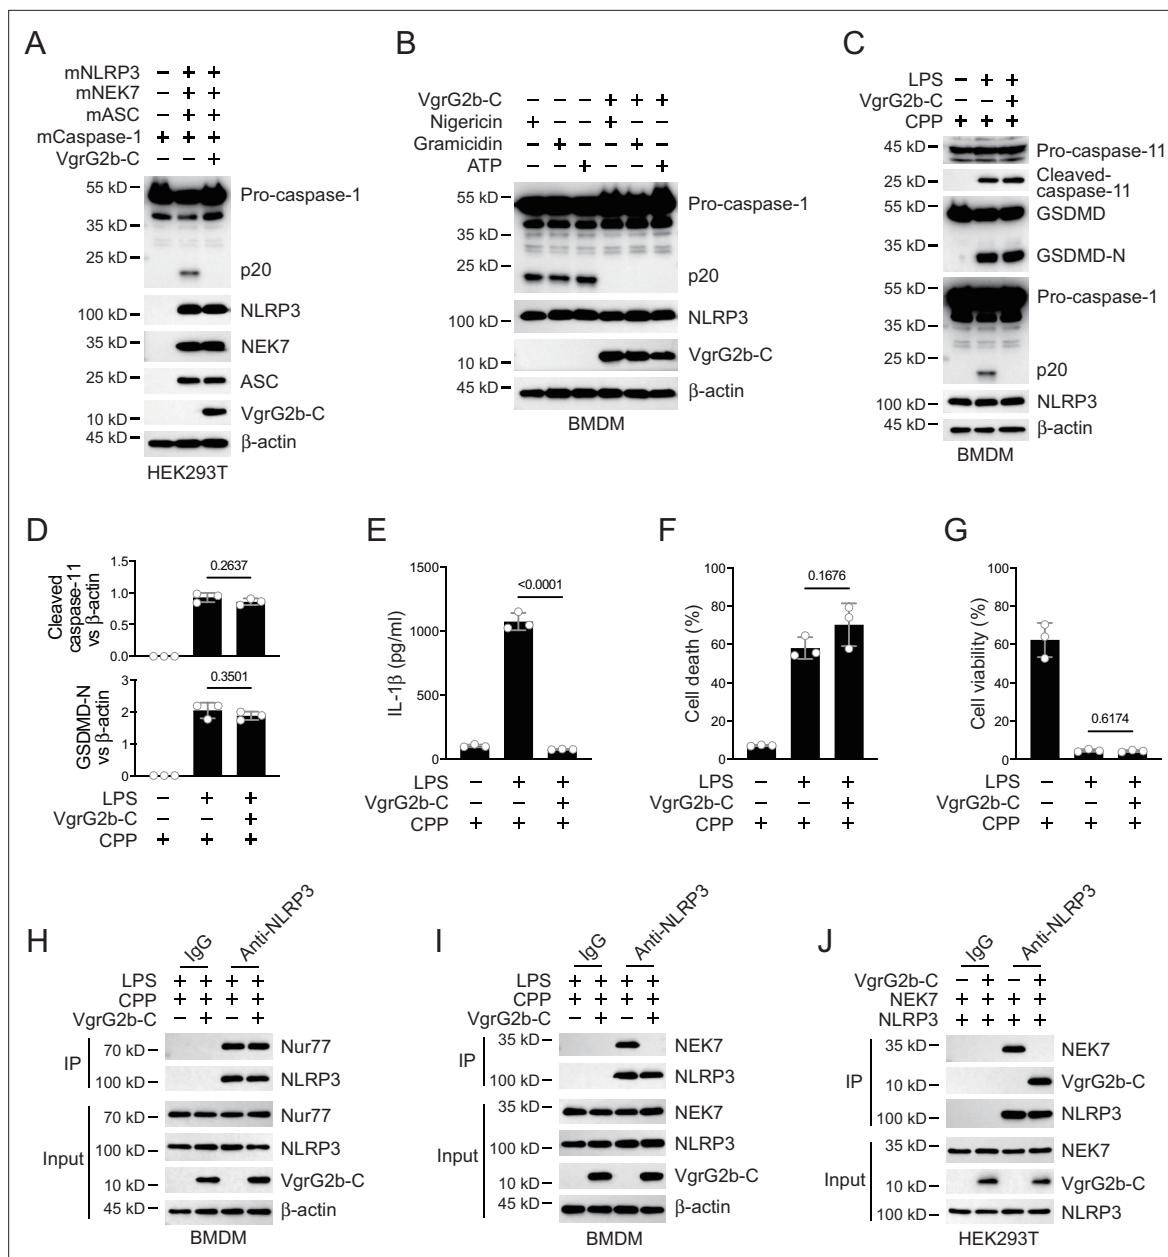 A
mNLRP3 – + +
mNEK7 – + +
mASC – + +
mCaspase-1 + + +
VgrG2b-C – – +
55 kD
Pro-caspase-1
35 kD
25 kD
p20
100 kD
NLRP3
35 kD
NEK7
25 kD
ASC
10 kD
VgrG2b-C
45 kD
β-actin
HEK293T
B
VgrG2b-C – – – + + +
Nigericin + – – + – –
Gramicidin – + – – + –
ATP – – + – – +
55 kD
Pro-caspase-1
35 kD
25 kD
p20
100 kD
NLRP3
10 kD
VgrG2b-C
45 kD
β-actin
BMDM
C
LPS – + +
VgrG2b-C – – +
CPP + + +
45 kD
Pro-caspase-11
25 kD
Cleaved-
caspase-11
55 kD
GSDMD
35 kD
GSDMD-N
55 kD
Pro-caspase-1
35 kD
25 kD
p20
100 kD
NLRP3
45 kD
β-actin
BMDM
D
Cleaved
caspase-11
vs β-actin
1.5
1.0
0.5
0.0
0.2637
GSDMD-N
vs β-actin
2
1
0
0.3501
LPS – + +
VgrG2b-C – – +
CPP + + +
E
IL-1β (pg/ml)
1500
1000
500
0
<0.0001
LPS – + +
VgrG2b-C – – +
CPP + + +
F
Cell death (%)
100
80
60
40
20
0
0.1676
LPS – + +
VgrG2b-C – – +
CPP + + +
G
Cell viability (%)
100
80
60
40
20
0
0.6174
LPS – + +
VgrG2b-C – – +
CPP + + +
H
IgG
Anti-NLRP3
LPS + + + +
CPP + + + +
VgrG2b-C – + – +
IP
70 kD
Nur77
100 kD
NLRP3
Input
70 kD
Nur77
100 kD
NLRP3
10 kD
VgrG2b-C
45 kD
β-actin
BMDM
I
IgG
Anti-NLRP3
LPS + + + +
CPP + + + +
VgrG2b-C – + – +
IP
35 kD
NEK7
100 kD
NLRP3
Input
35 kD
NEK7
100 kD
NLRP3
10 kD
VgrG2b-C
45 kD
β-actin
BMDM
J
IgG
Anti-NLRP3
VgrG2b-C – + – +
NEK7 + + + +
NLRP3 + + + +
IP
35 kD
NEK7
10 kD
VgrG2b-C
100 kD
NLRP3
Input
35 kD
NEK7
10 kD
VgrG2b-C
100 kD
NLRP3
HEK293T